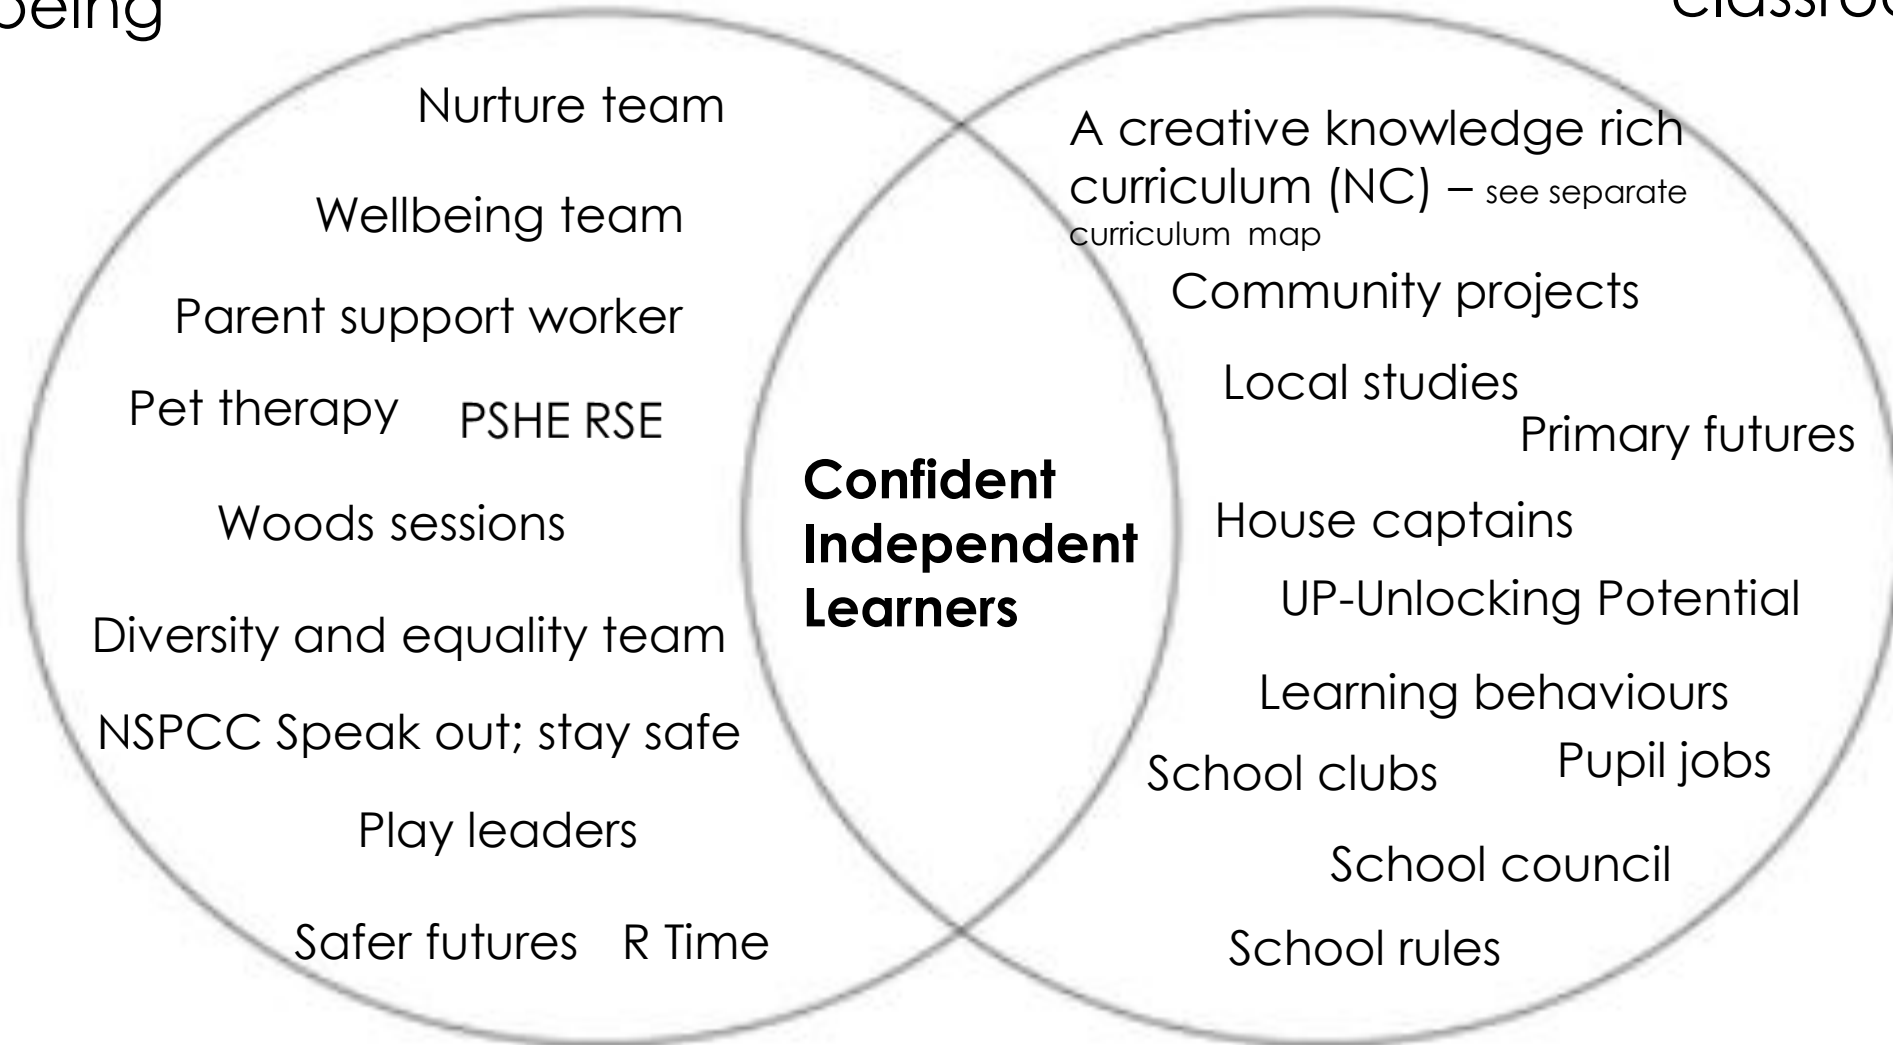 being
Nurture team
Wellbeing team
Parent support worker
Pet therapy
PSHE RSE
Woods sessions
Diversity and equality team
NSPCC Speak out; stay safe
Play leaders
Safer futures
R Time
Confident
Independent
Learners
A creative knowledge rich
curriculum (NC) – see separate
curriculum map
Community projects
Local studies
Primary futures
House captains
UP-Unlocking Potential
Learning behaviours
School clubs
Pupil jobs
School council
School rules